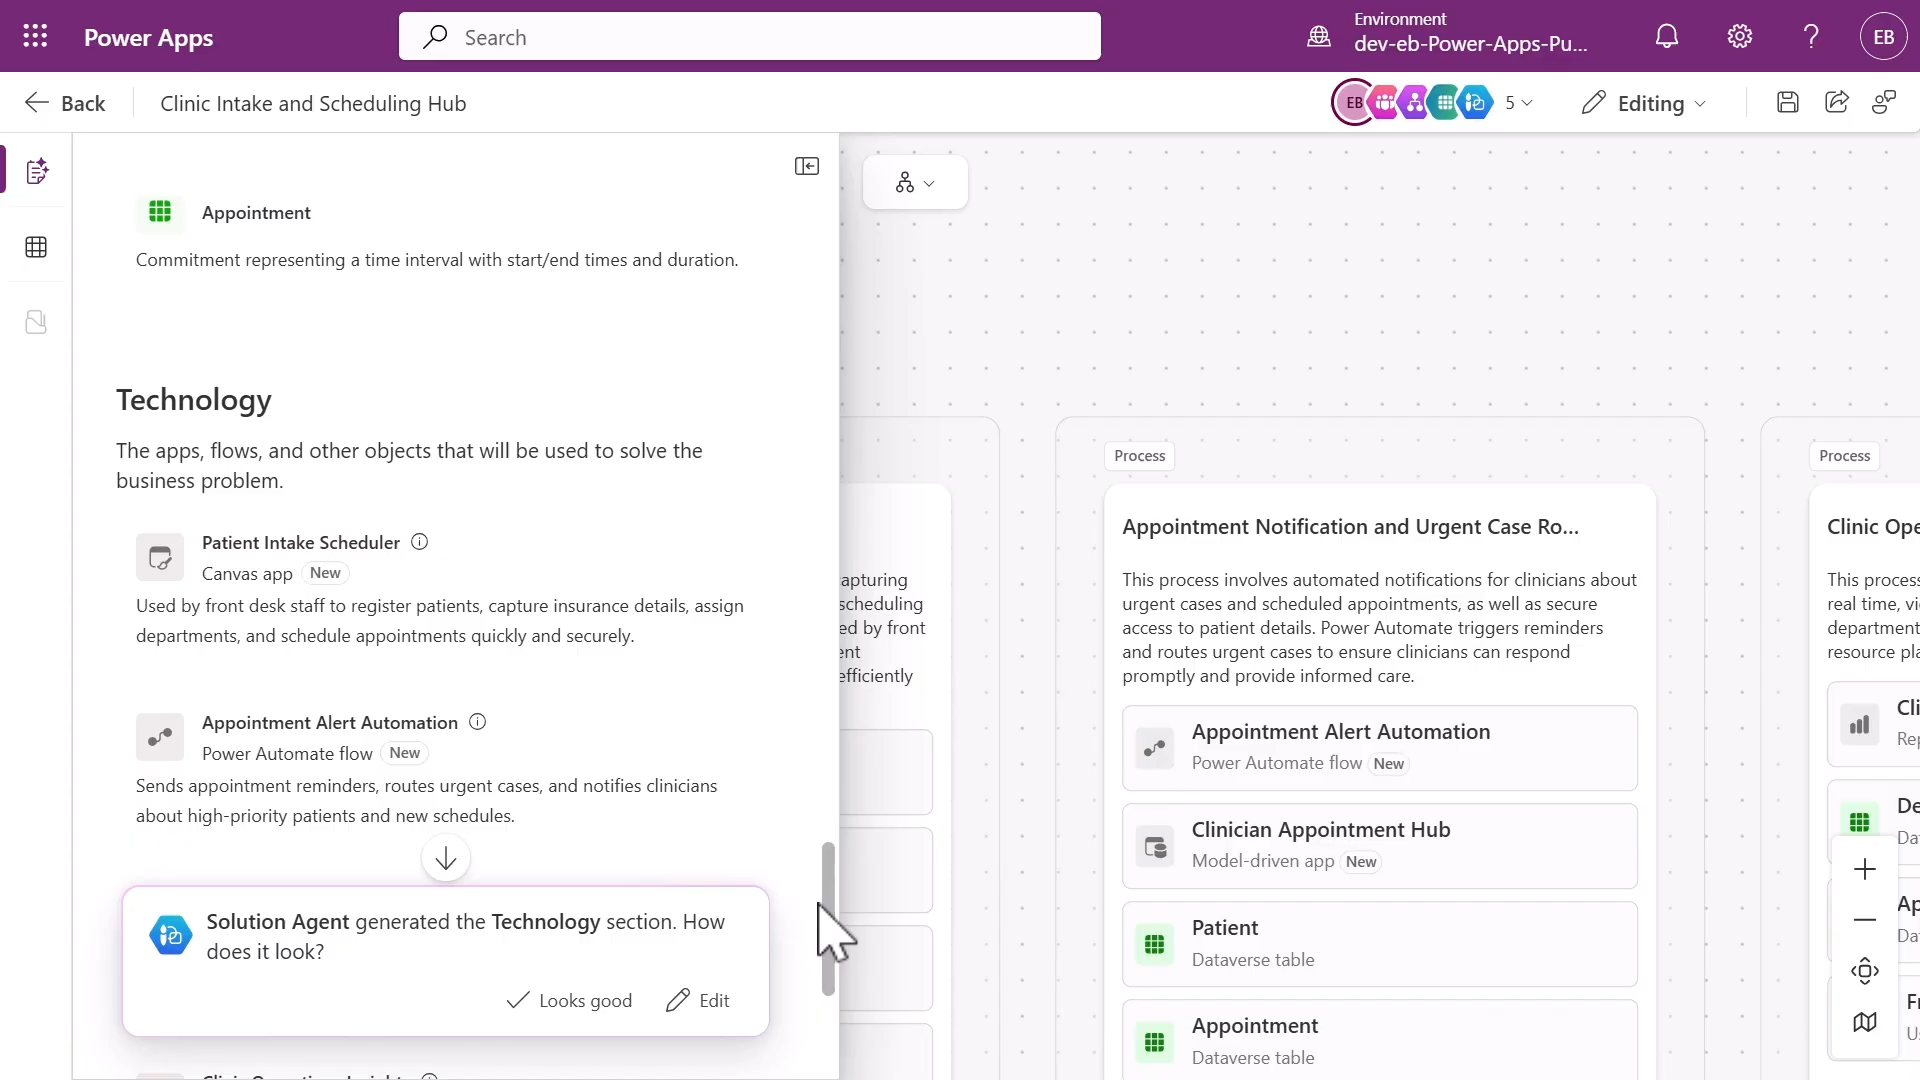 Power Apps
Search
Environment
dev-eb-Power-Apps-Pu...
EB
Back
Clinic Intake and Scheduling Hub
EB
5
Editing
Appointment
Commitment representing a time interval with start/end times and duration.
Technology
The apps, flows, and other objects that will be used to solve the
business problem.
Patient Intake Scheduler
Canvas app New
Used by front desk staff to register patients, capture insurance details, assign
departments, and schedule appointments quickly and securely.
Appointment Alert Automation
Power Automate flow New
Sends appointment reminders, routes urgent cases, and notifies clinicians
about high-priority patients and new schedules.
Solution Agent generated the Technology section. How
does it look?
Looks good
Edit
apturing
scheduling
ed by front
ent
efficiently
Process
Appointment Notification and Urgent Case Ro...
This process involves automated notifications for clinicians about
urgent cases and scheduled appointments, as well as secure
access to patient details. Power Automate triggers reminders
and routes urgent cases to ensure clinicians can respond
promptly and provide informed care.
Appointment Alert Automation
Power Automate flow New
Clinician Appointment Hub
Model-driven app New
Patient
Dataverse table
Appointment
Dataverse table
Process
Clinic Ope
This process
real time, vi
department
resource pla
Cli
Rep
De
Da
Ap
Da
Fr
Us